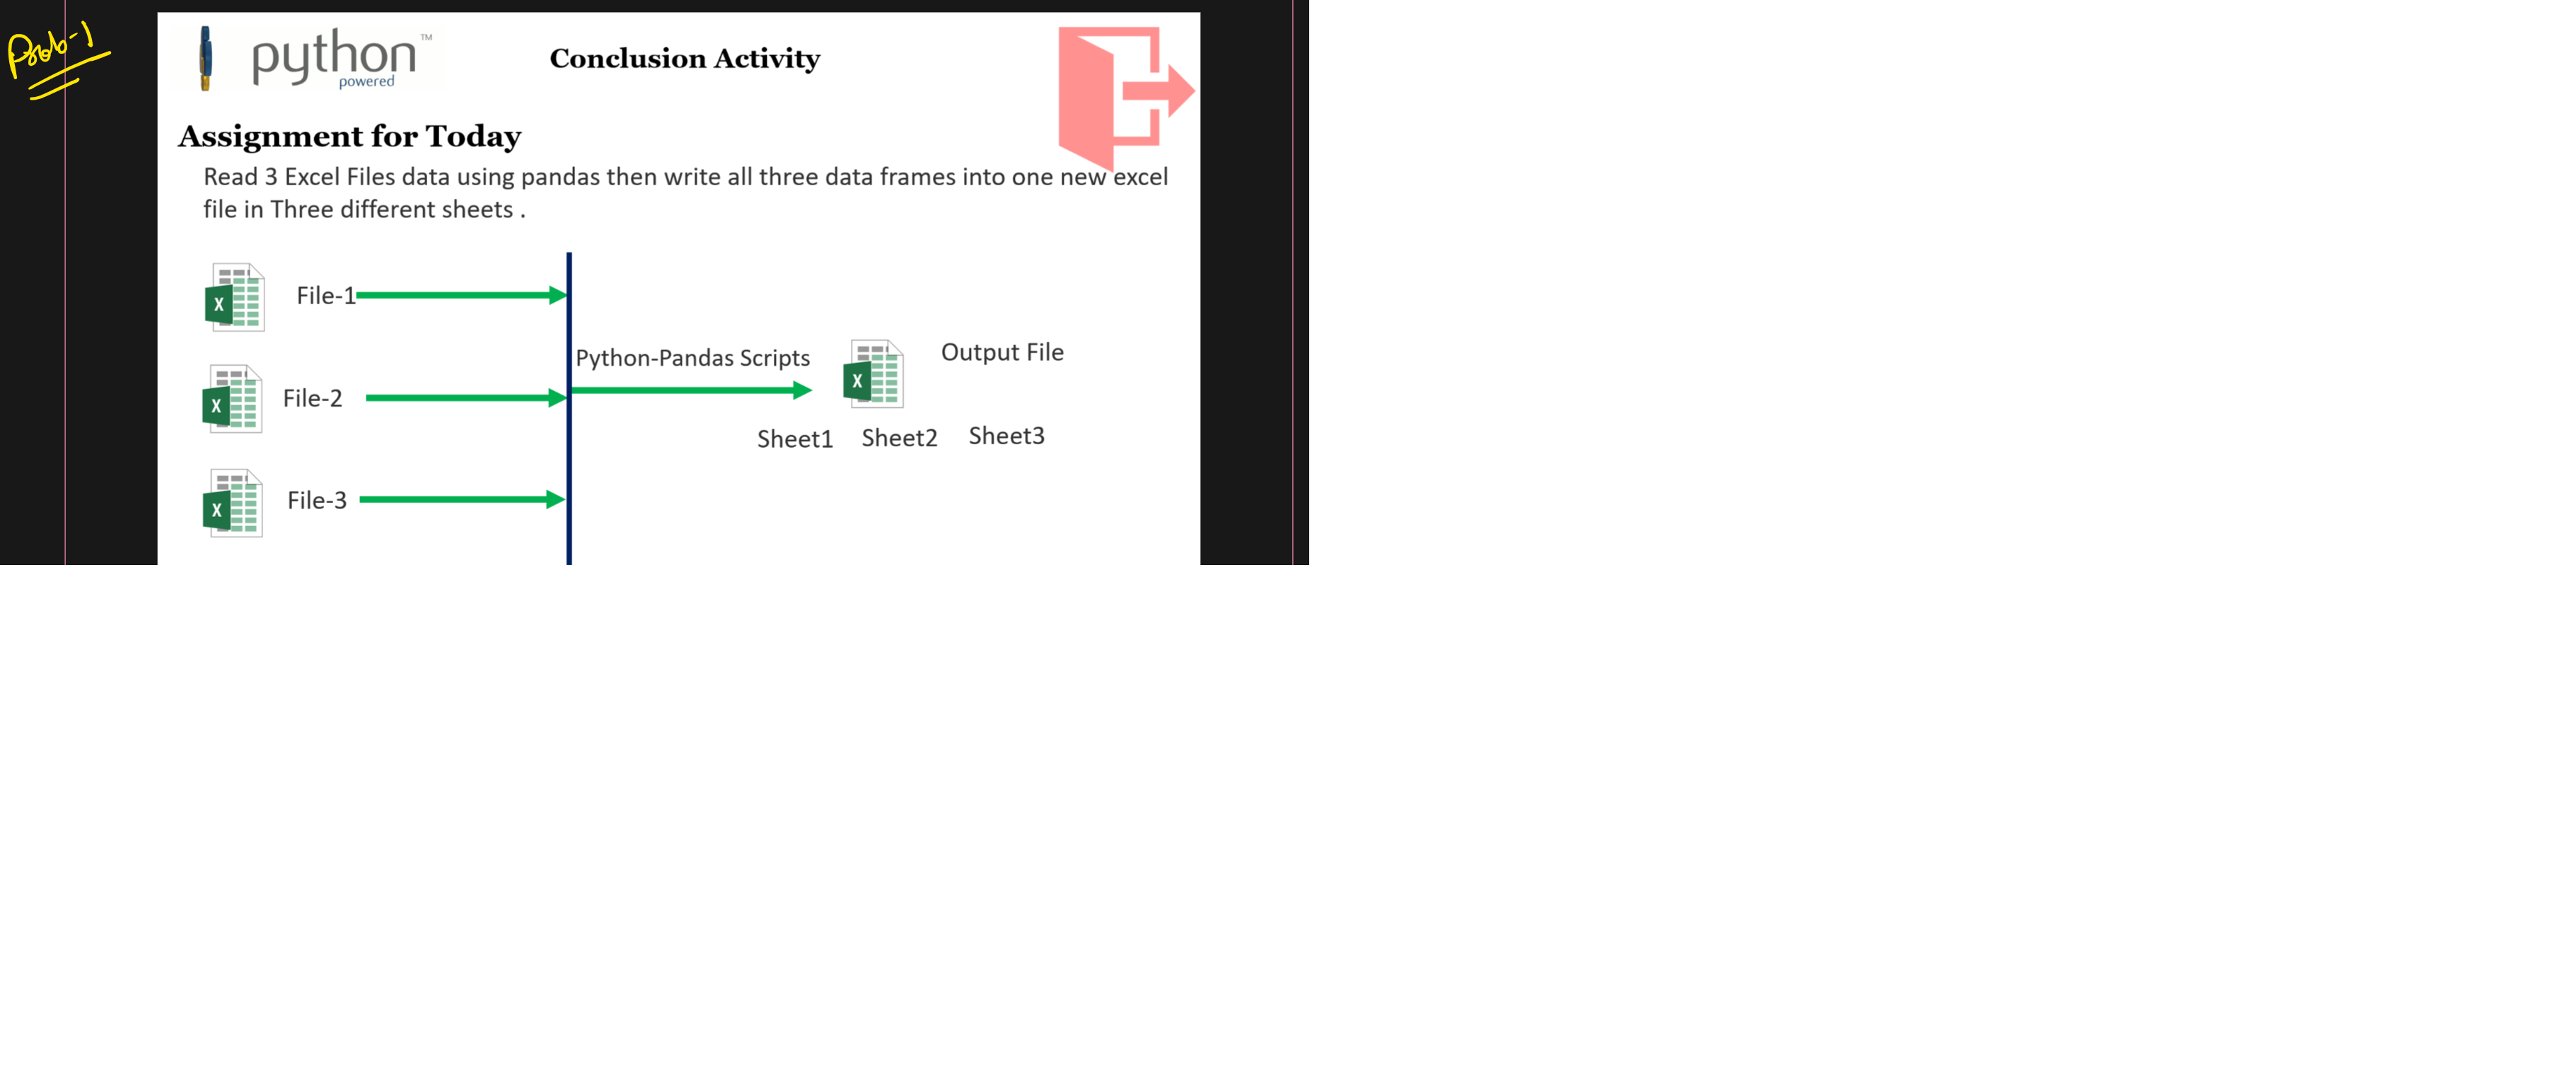 Prob-1
python™
powered
Conclusion Activity
Assignment for Today
Read 3 Excel Files data using pandas then write all three data frames into one new excel
file in Three different sheets .
X
File-1
Python-Pandas Scripts
X
Output File
X
File-2
Sheet1 Sheet2 Sheet3
X
File-3